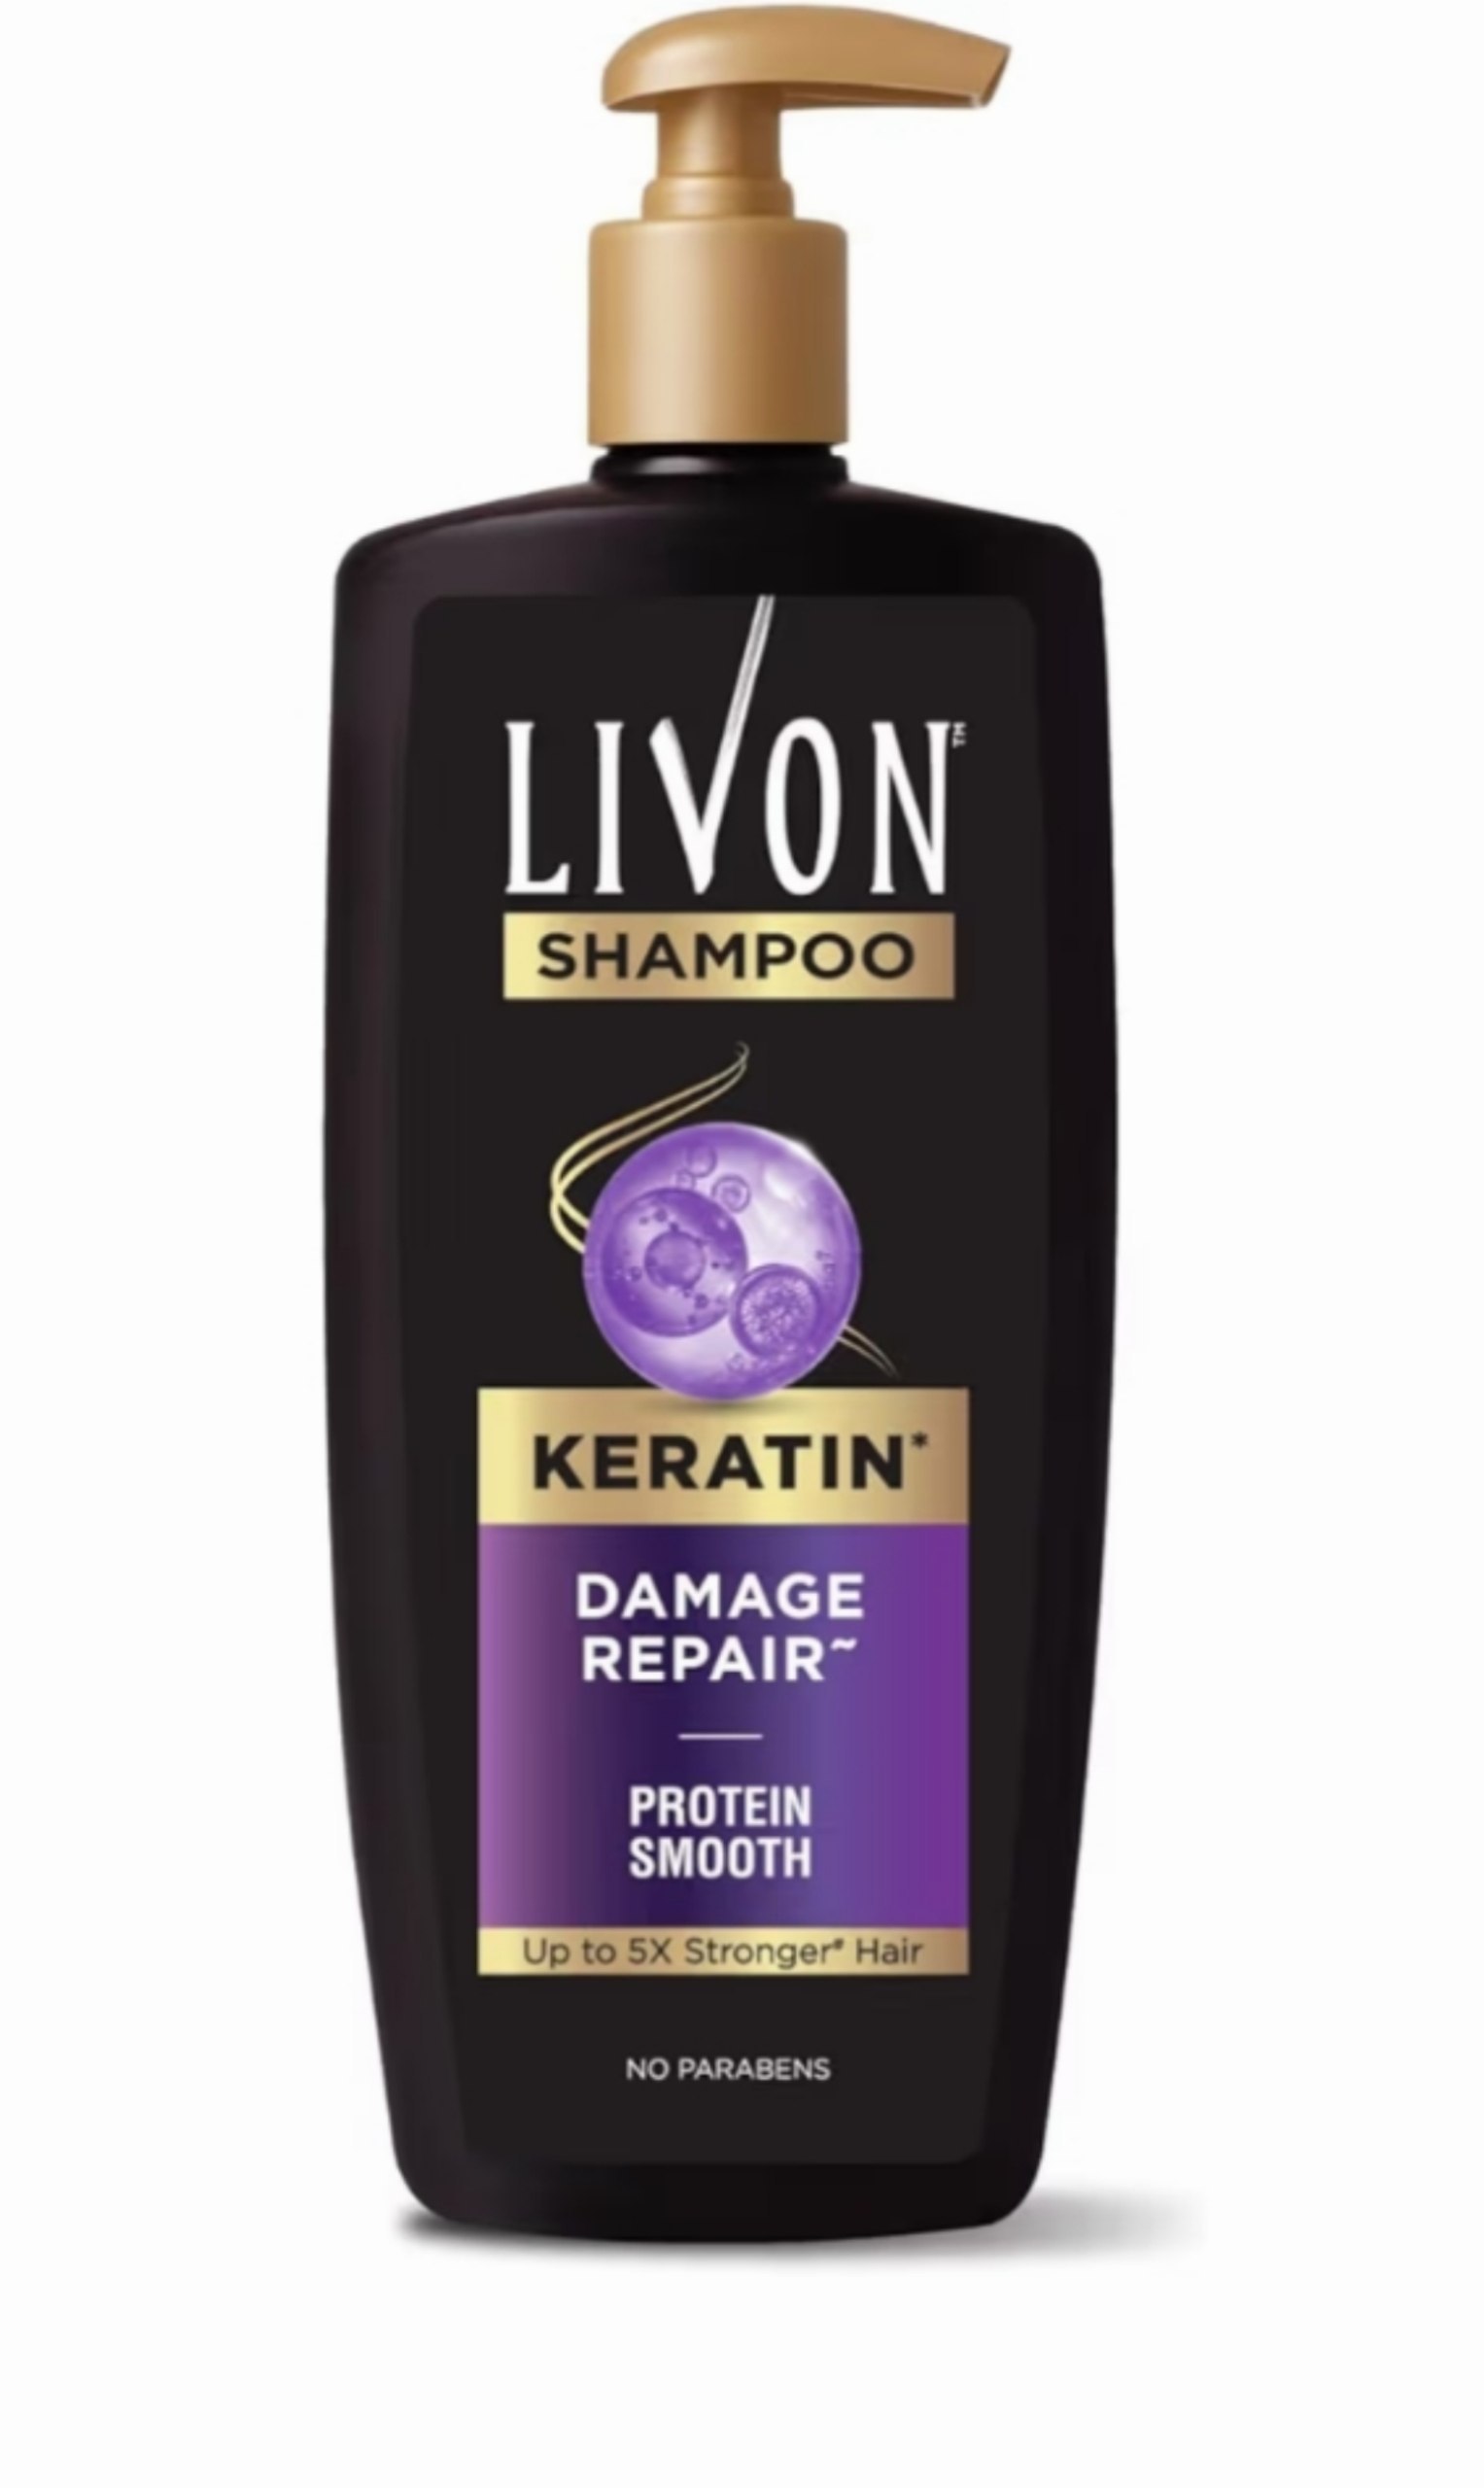 LIVON™
SHAMPOO
KERATIN*
DAMAGE
REPAIR~
PROTEIN
SMOOTH
Up to 5X Stronger# Hair
NO PARABENS